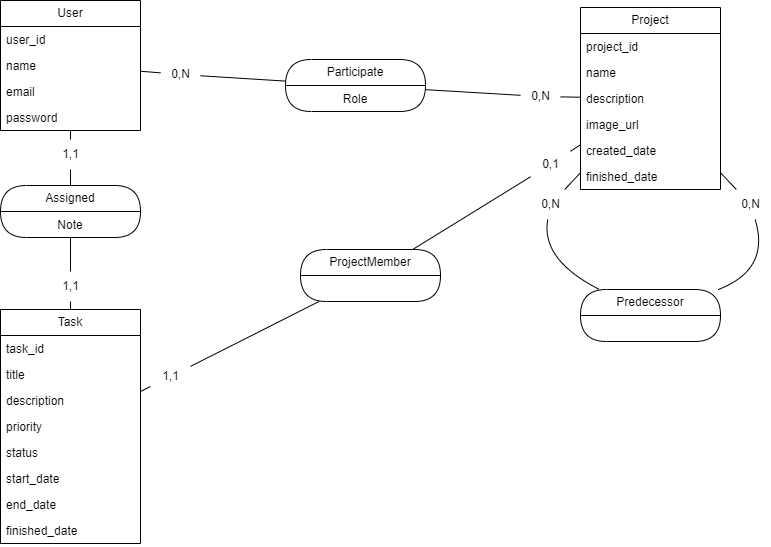 User
user_id
name
email
password
0,N
Participate
Role
0,N
Project
project_id
name
description
image_url
created_date
finished_date
1,1
Assigned
Note
1,1
0,1
ProjectMember
1,1
0,N
0,N
Predecessor
Task
task_id
title
description
priority
status
start_date
end_date
finished_date